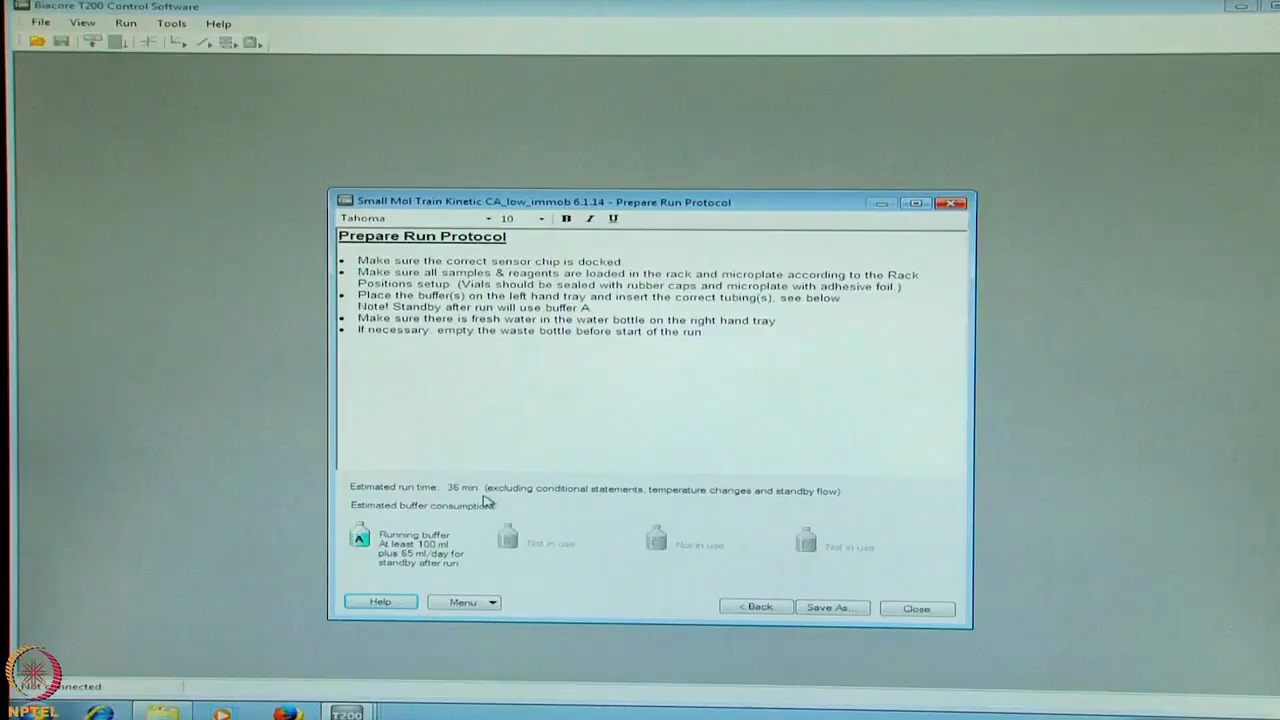 Biacore T200 Control Software
File View Run Tools Help
Small Mol Train Kinetic CA_low_immob 6.1.14 - Prepare Run Protocol
Tahoma 10 B I U
Prepare Run Protocol
• Make sure the correct sensor chip is docked.
• Make sure all samples & reagents are loaded in the rack and microplate according to the Rack
Positions setup. (Vials should be sealed with rubber caps and microplate with adhesive foil.)
• Place the buffer(s) on the left hand tray and insert the correct tubing(s), see below
Note! Standby after run will use buffer A.
• Make sure there is fresh water in the water bottle on the right hand tray
• If necessary, empty the waste bottle before start of the run.
Estimated run time: 36 min (excluding conditional statements, temperature changes and standby flow)
Estimated buffer consumption:
A
Running buffer
At least 100 ml
plus 65 ml/day for
standby after run
Not in use
Not in use
Not in use
Help Menu < Back Save As... Close
Not connected
NPTEL
T200